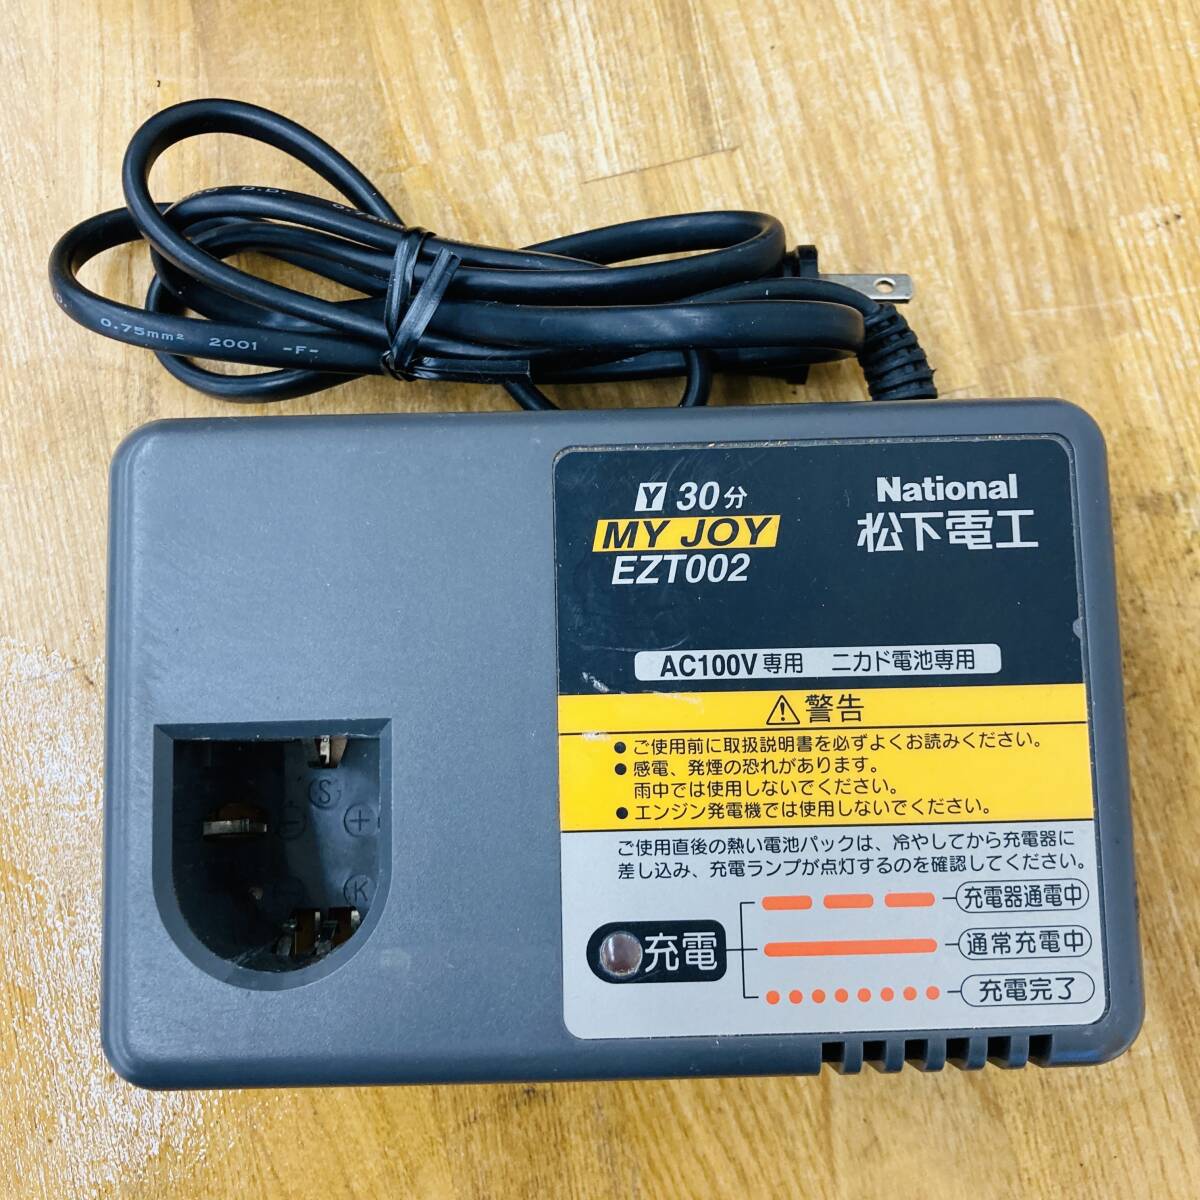 0.75mm
0.75mm² 2001 -F-
Y 30分
MY JOY
EZT002
National
松下電工
AC100V専用 ニカド電池専用
警告
●ご使用前に取扱説明書を必ずよくお読みください。
●感電、発煙の恐れがあります。
雨中では使用しないでください。
●エンジン発電機では使用しないでください。
ご使用直後の熱い電池パックは、冷やしてから充電器に
差し込み、充電ランプが点灯するのを確認してください。
充電
充電器通電中
通常充電中
充電完了
S
+
−
K